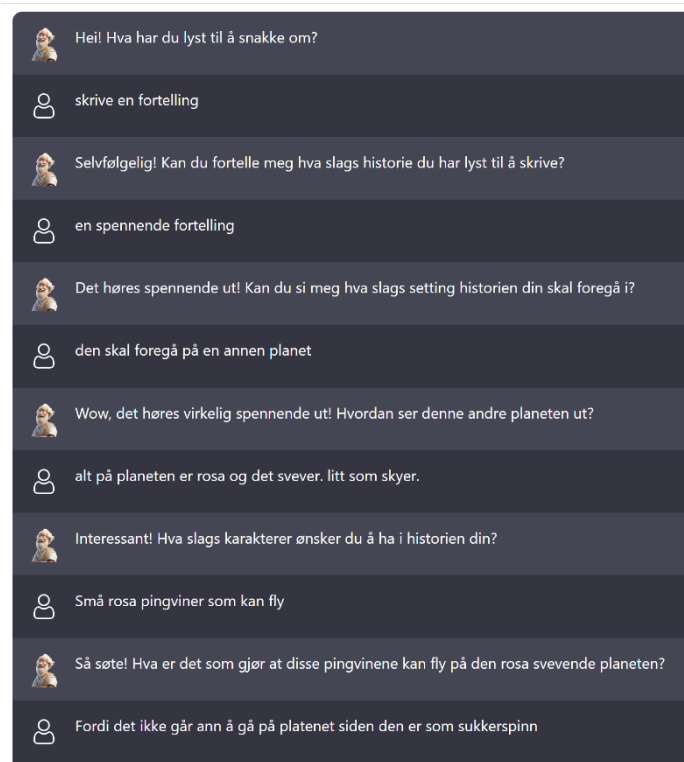 Hei! Hva har du lyst til å snakke om?
skrive en fortelling
Selvfølgelig! Kan du fortelle meg hva slags historie du har lyst til å skrive?
en spennende fortelling
Det høres spennende ut! Kan du si meg hva slags setting historien din skal foregå i?
den skal foregå på en annen planet
Wow, det høres virkelig spennende ut! Hvordan ser denne andre planeten ut?
alt på planeten er rosa og det svever. litt som skyer.
Interessant! Hva slags karakterer ønsker du å ha i historien din?
Små rosa pingviner som kan fly
Så søte! Hva er det som gjør at disse pingvinene kan fly på den rosa svevende planeten?
Fordi det ikke går ann å gå på platenet siden den er som sukkerspinn